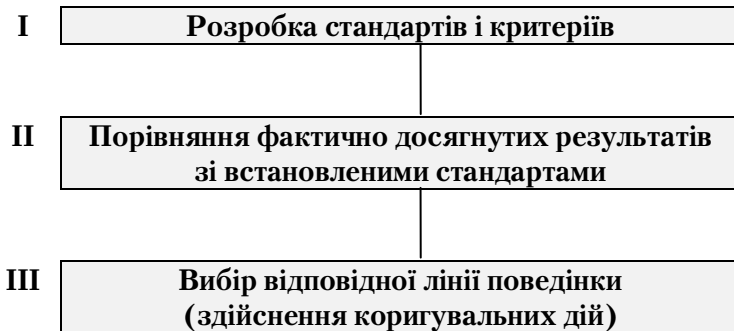 I Розробка стандартів і критеріїв
II Порівняння фактично досягнутих результатів
зі встановленими стандартами
III Вибір відповідної лінії поведінки
(здійснення коригувальних дій)